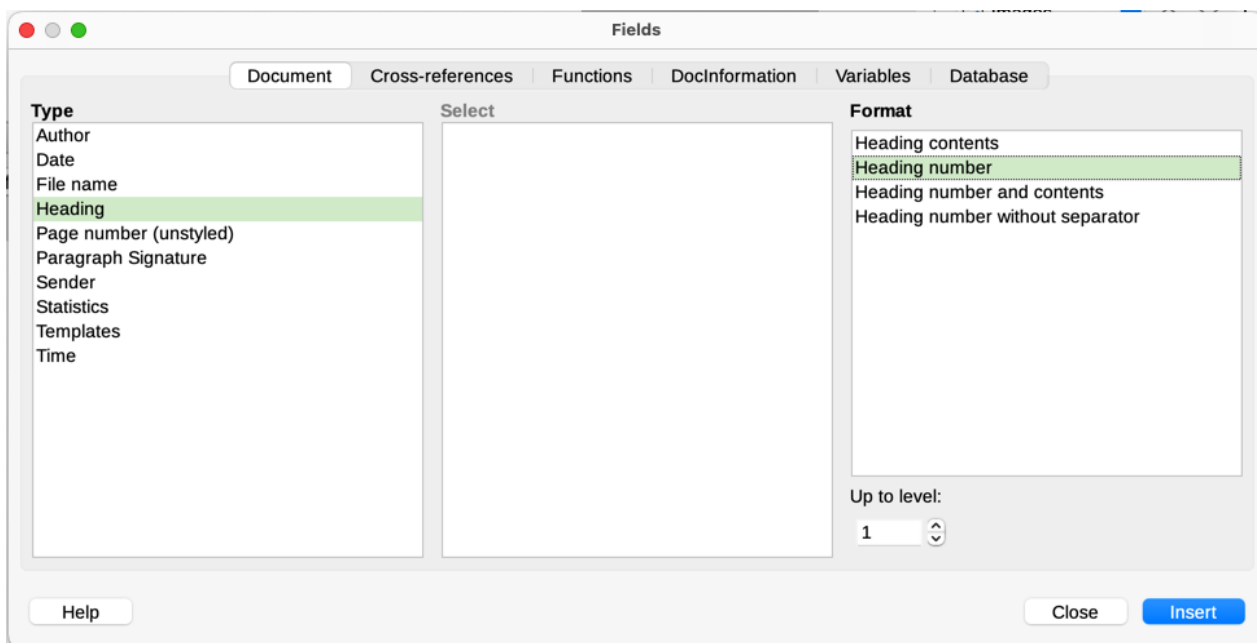 Fields
Document Cross-references Functions DocInformation Variables Database
Type
Author
Date
File name
Heading
Page number (unstyled)
Paragraph Signature
Sender
Statistics
Templates
Time
Select
Format
Heading contents
Heading number
Heading number and contents
Heading number without separator
Up to level:
1
Help
Close
Insert